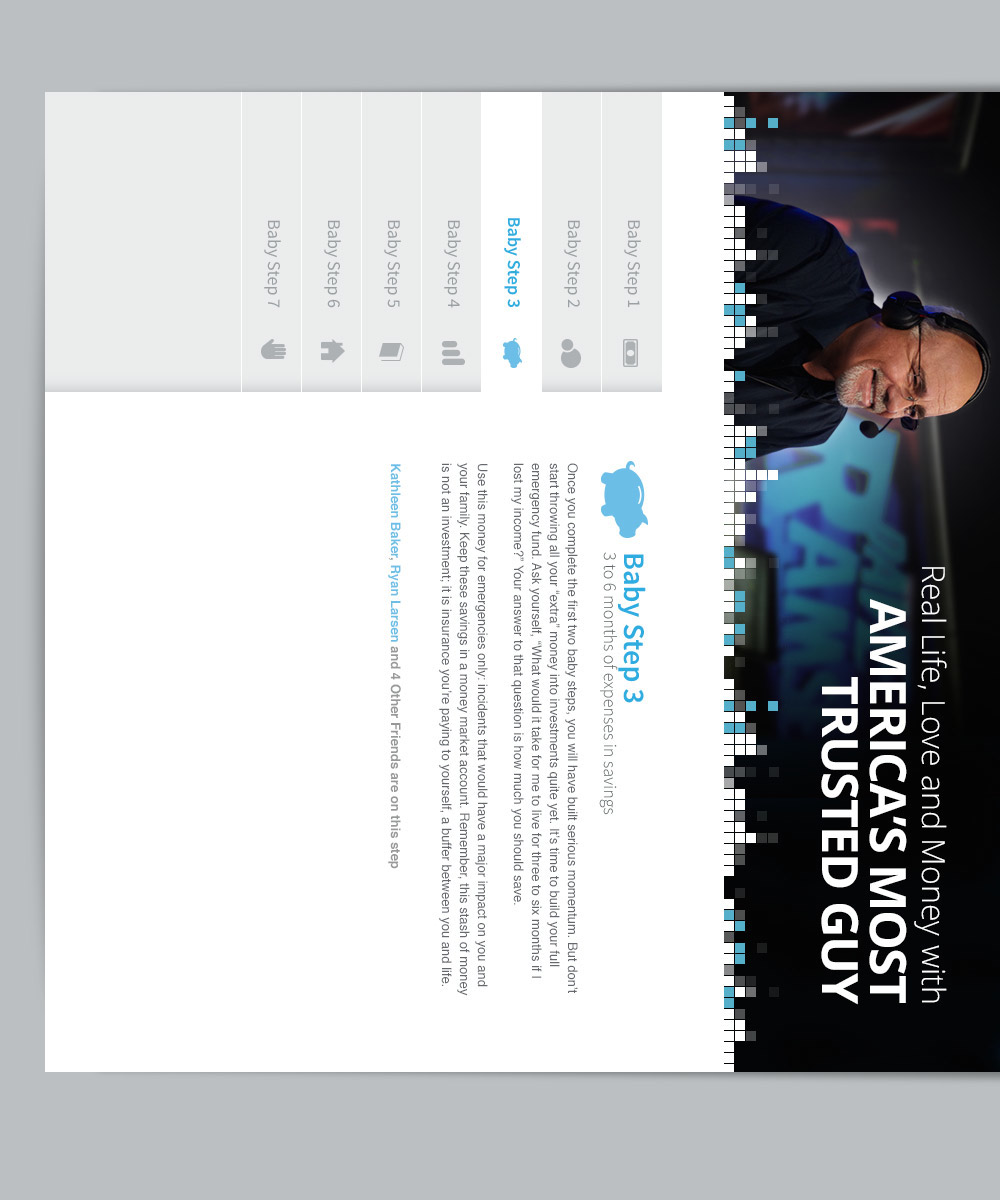 Real Life, Love and Money with
AMERICA'S MOST
TRUSTED GUY
Baby Step 1
Baby Step 2
Baby Step 3
Baby Step 4
Baby Step 5
Baby Step 6
Baby Step 7
Baby Step 3
3 to 6 months of expenses in savings
Once you complete the first two baby steps, you will have built serious momentum. But don't
start throwing all your “extra” money into investments quite yet. It's time to build your full
emergency fund. Ask yourself, “What would it take for me to live for three to six months if I
lost my income?” Your answer to that question is how much you should save.
Use this money for emergencies only: incidents that would have a major impact on you and
your family. Keep these savings in a money market account. Remember, this stash of money
is not an investment; it is insurance you're paying to yourself, a buffer between you and life.
Kathleen Baker, Ryan Larsen and 4 Other Friends are on this step